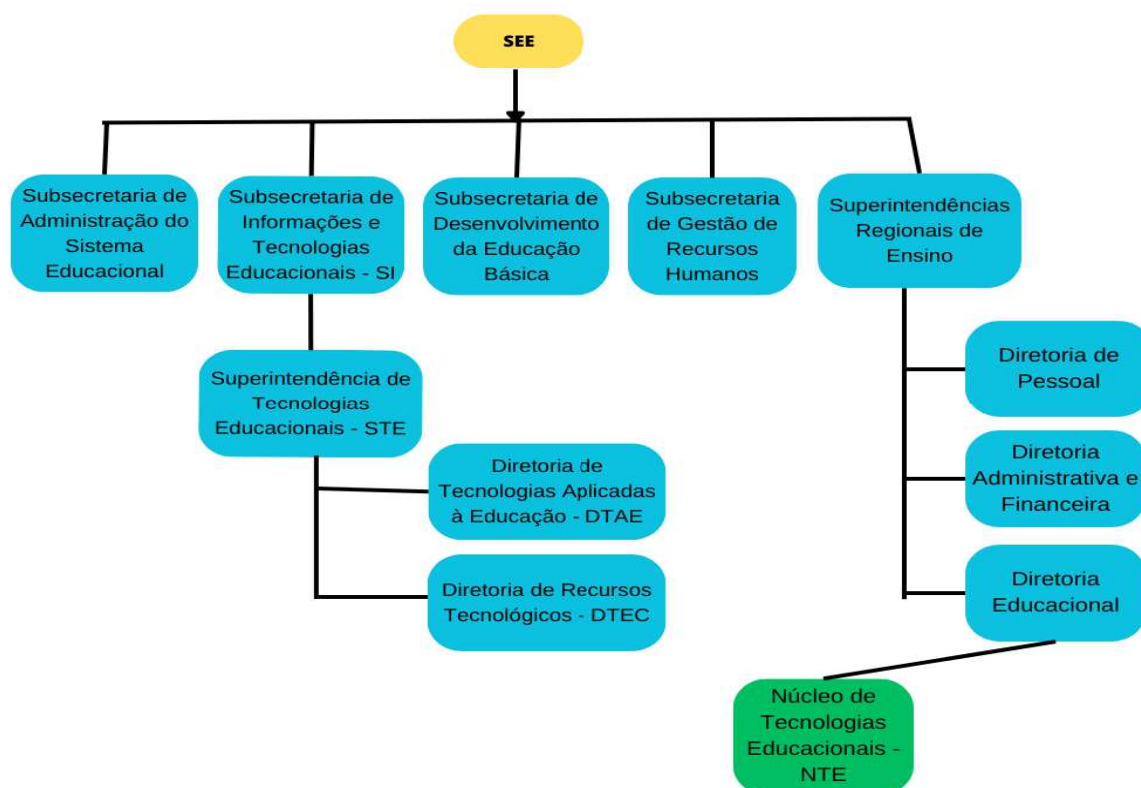 SEE
Subsecretaria de
Administração do
Sistema
Educacional
Subsecretaria de
Informações e
Tecnologias
Educacionais - SI
Subsecretaria de
Desenvolvimento
da Educação
Básica
Subsecretaria
de Gestão de
Recursos
Humanos
Superintendências
Regionais de
Ensino
Superintendência de
Tecnologias
Educacionais - STE
Diretoria de
Tecnologias Aplicadas
à Educação - DTAE
Diretoria de Recursos
Tecnológicos - DTEC
Diretoria de
Pessoal
Diretoria
Administrativa e
Financeira
Diretoria
Educacional
Núcleo de
Tecnologias
Educacionais -
NTE